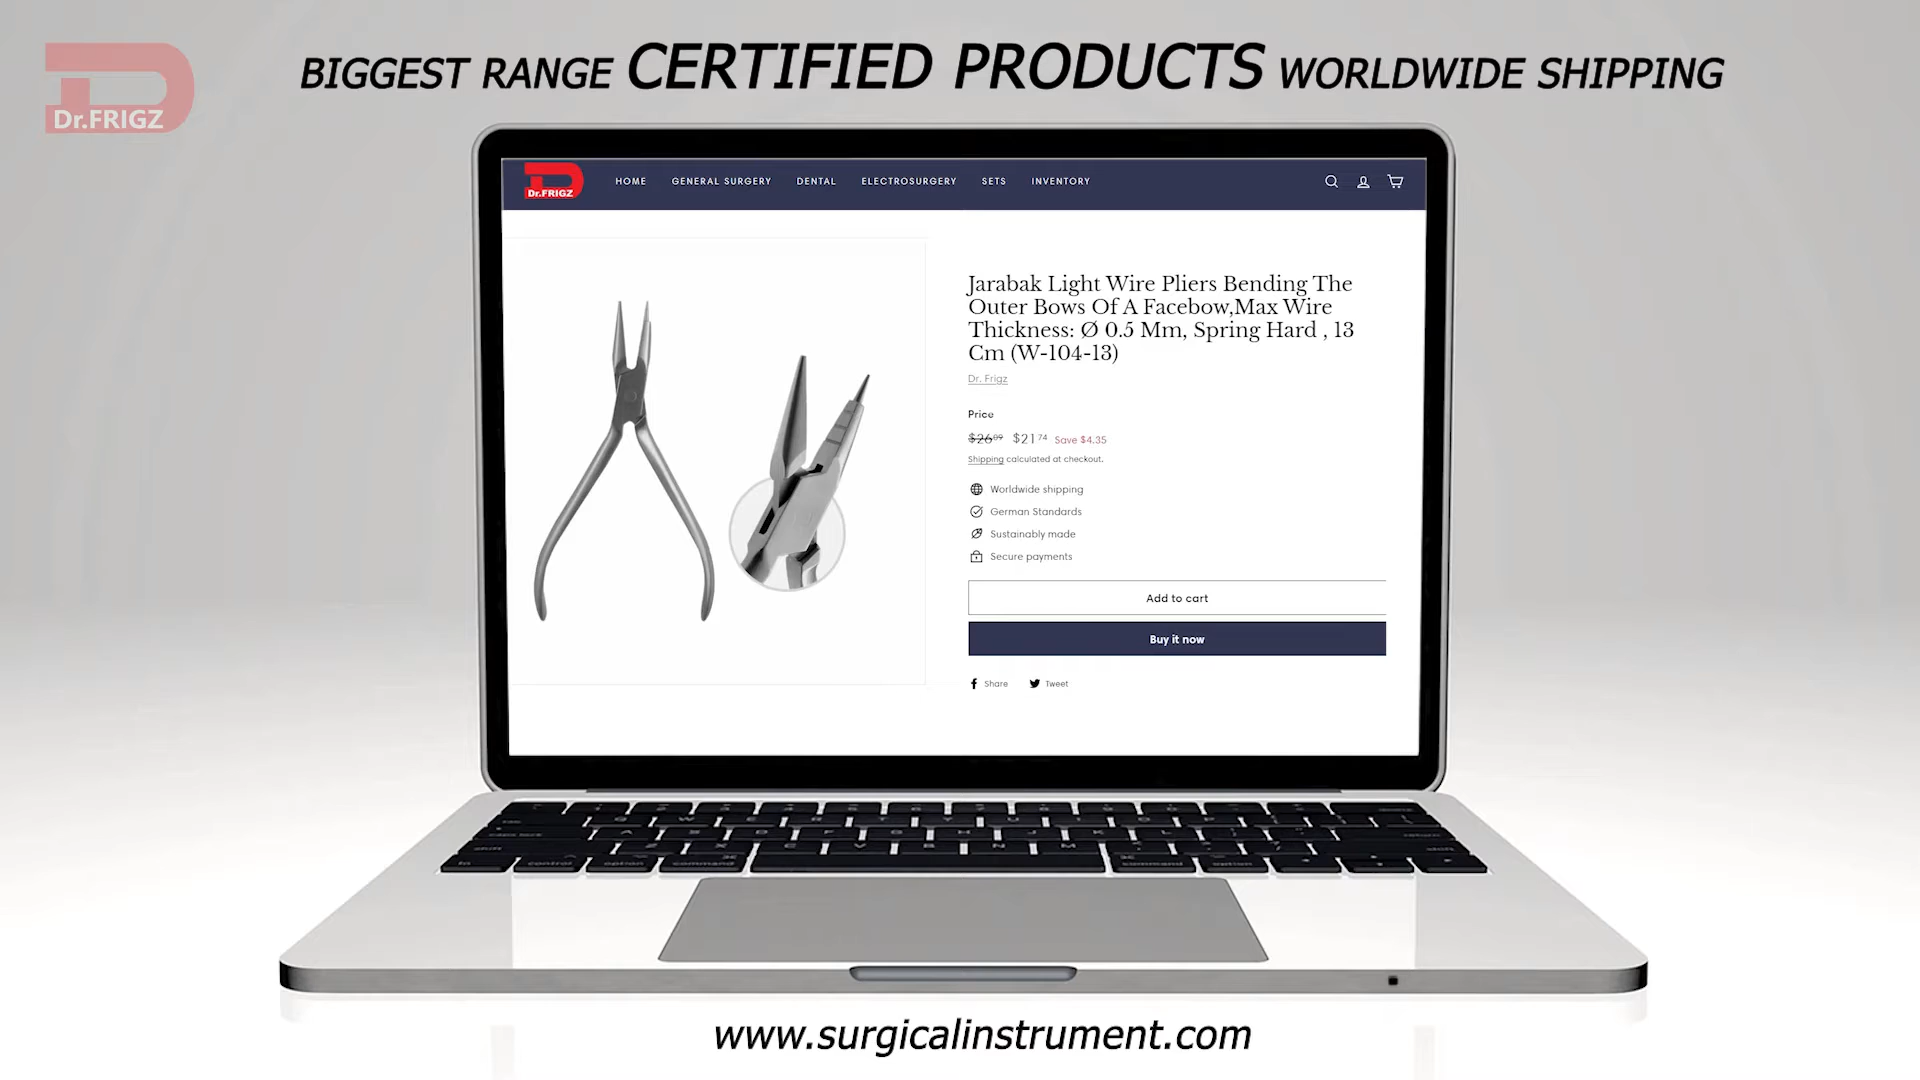 BIGGEST RANGE CERTIFIED PRODUCTS WORLDWIDE SHIPPING
Dr.FRIGZ
Dr.FRIGZ
HOME GENERAL SURGERY DENTAL ELECTROSURGERY SETS INVENTORY
Jarabak Light Wire Pliers Bending The
Outer Bows Of A Facebow,Max Wire
Thickness: Ø 0.5 Mm, Spring Hard , 13
Cm (W-104-13)
Dr. Frigz
Price
$26.09 $21.74 Save $4.35
Shipping calculated at checkout.
Worldwide shipping
German Standards
Sustainably made
Secure payments
Add to cart
Buy it now
Share Tweet
www.surgicalinstrument.com